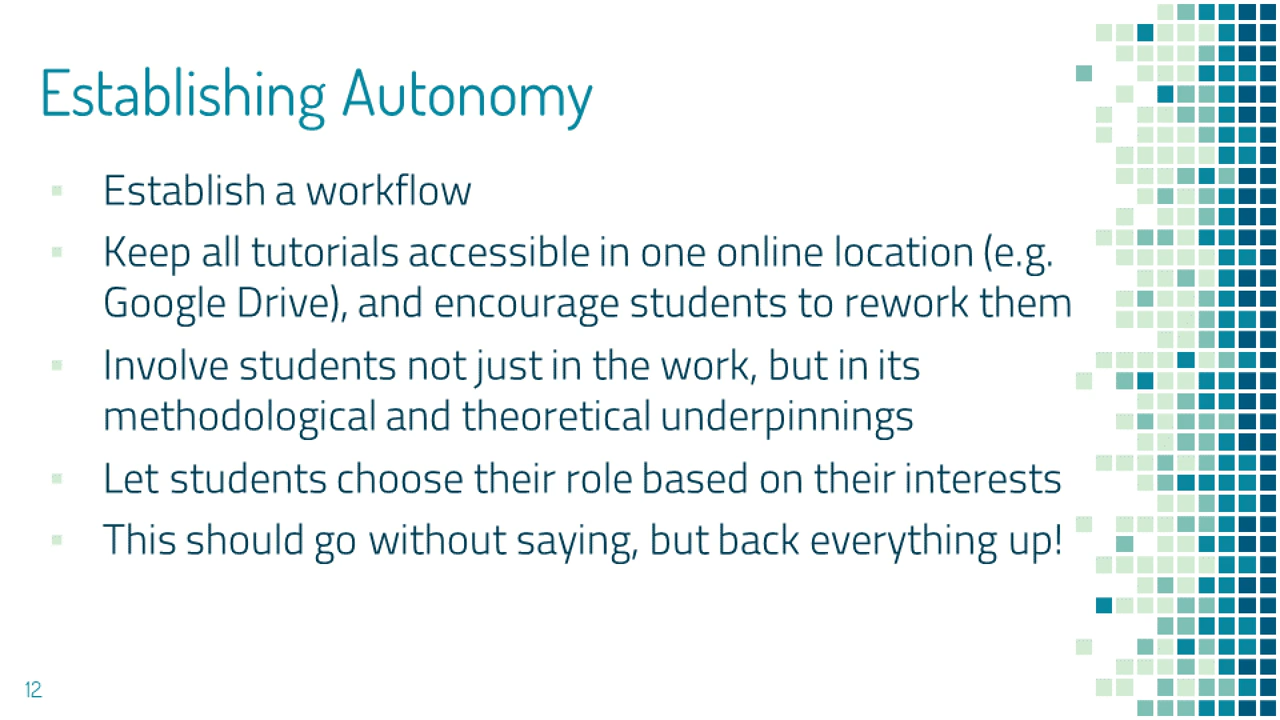 Establishing Autonomy
Establish a workflow
Keep all tutorials accessible in one online location (e.g.
Google Drive), and encourage students to rework them
Involve students not just in the work, but in its
methodological and theoretical underpinnings
Let students choose their role based on their interests
This should go without saying, but back everything up!
12